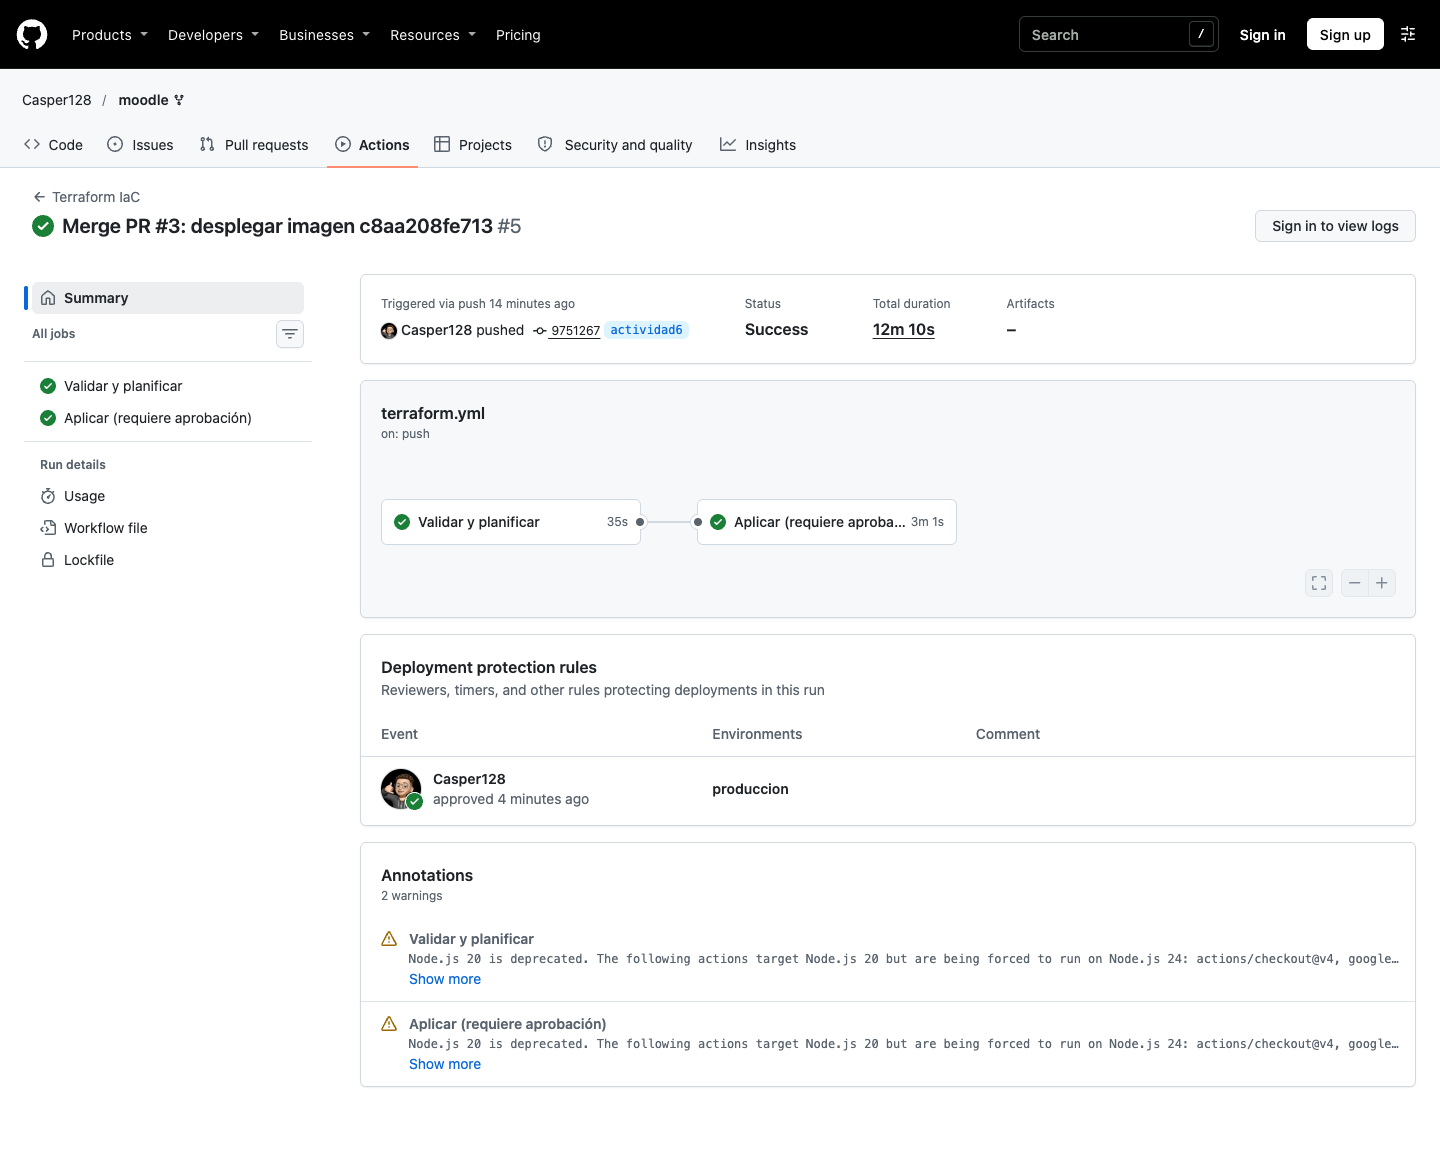 Products Developers Businesses Resources Pricing Search / Sign in Sign up
Casper128 / moodle
Code Issues Pull requests Actions Projects Security and quality Insights
Terraform IaC
Merge PR #3: desplegar imagen c8aa208fe713 #5
Sign in to view logs
Summary
All jobs
Validar y planificar
Aplicar (requiere aprobación)
Run details
Usage
Workflow file
Lockfile
Triggered via push 14 minutes ago
Casper128 pushed 9751267 actividad6
Status
Success
Total duration
12m 10s
Artifacts
–
terraform.yml
on: push
Validar y planificar 35s
Aplicar (requiere aproba... 3m 1s
Deployment protection rules
Reviewers, timers, and other rules protecting deployments in this run
Event Environments Comment
Casper128
approved 4 minutes ago
produccion
Annotations
2 warnings
Validar y planificar
Node.js 20 is deprecated. The following actions target Node.js 20 but are being forced to run on Node.js 24: actions/checkout@v4, google…
Show more
Aplicar (requiere aprobación)
Node.js 20 is deprecated. The following actions target Node.js 20 but are being forced to run on Node.js 24: actions/checkout@v4, google…
Show more